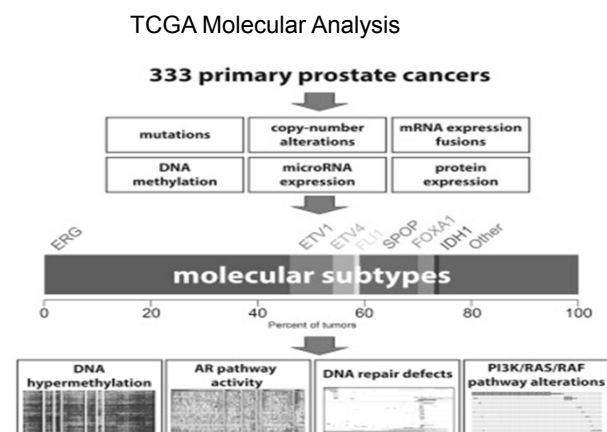 TCGA Molecular Analysis
333 primary prostate cancers
mutations
copy-number
alterations
mRNA expression
fusions
DNA
methylation
microRNA
expression
protein
expression
ERG
ETV1
ETV4
FLI1
SPOP
FOXA1
IDH1
Other
molecular subtypes
0
20
40
60
80
100
Percent of tumors
DNA
hypermethylation
AR pathway
activity
DNA repair defects
PI3K/RAS/RAF
pathway alterations